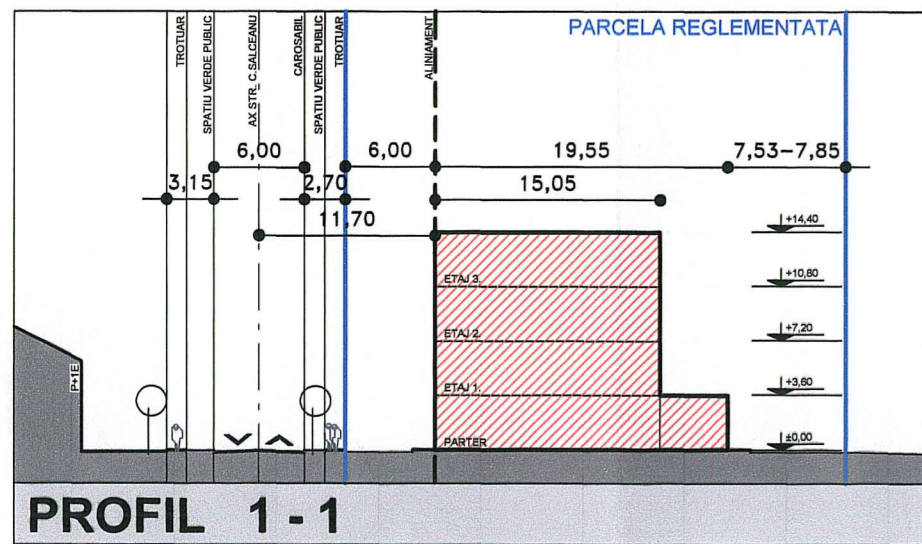 PARCELA REGLEMENTATA
TROTUAR
SPATIU VERDE PUBLIC
AX STR. C.SALCEANU
CAROSABIL
SPATIU VERDE PUBLIC
TROTUAR
ALINIAMENT
6,00
6,00
19,55
7,53-7,85
3,15
2,70
15,05
11,70
+14,40
ETAJ 3.
+10,80
ETAJ 2.
+7,20
P+1E
ETAJ 1.
+3,60
PARTER
±0,00
PROFIL 1 - 1